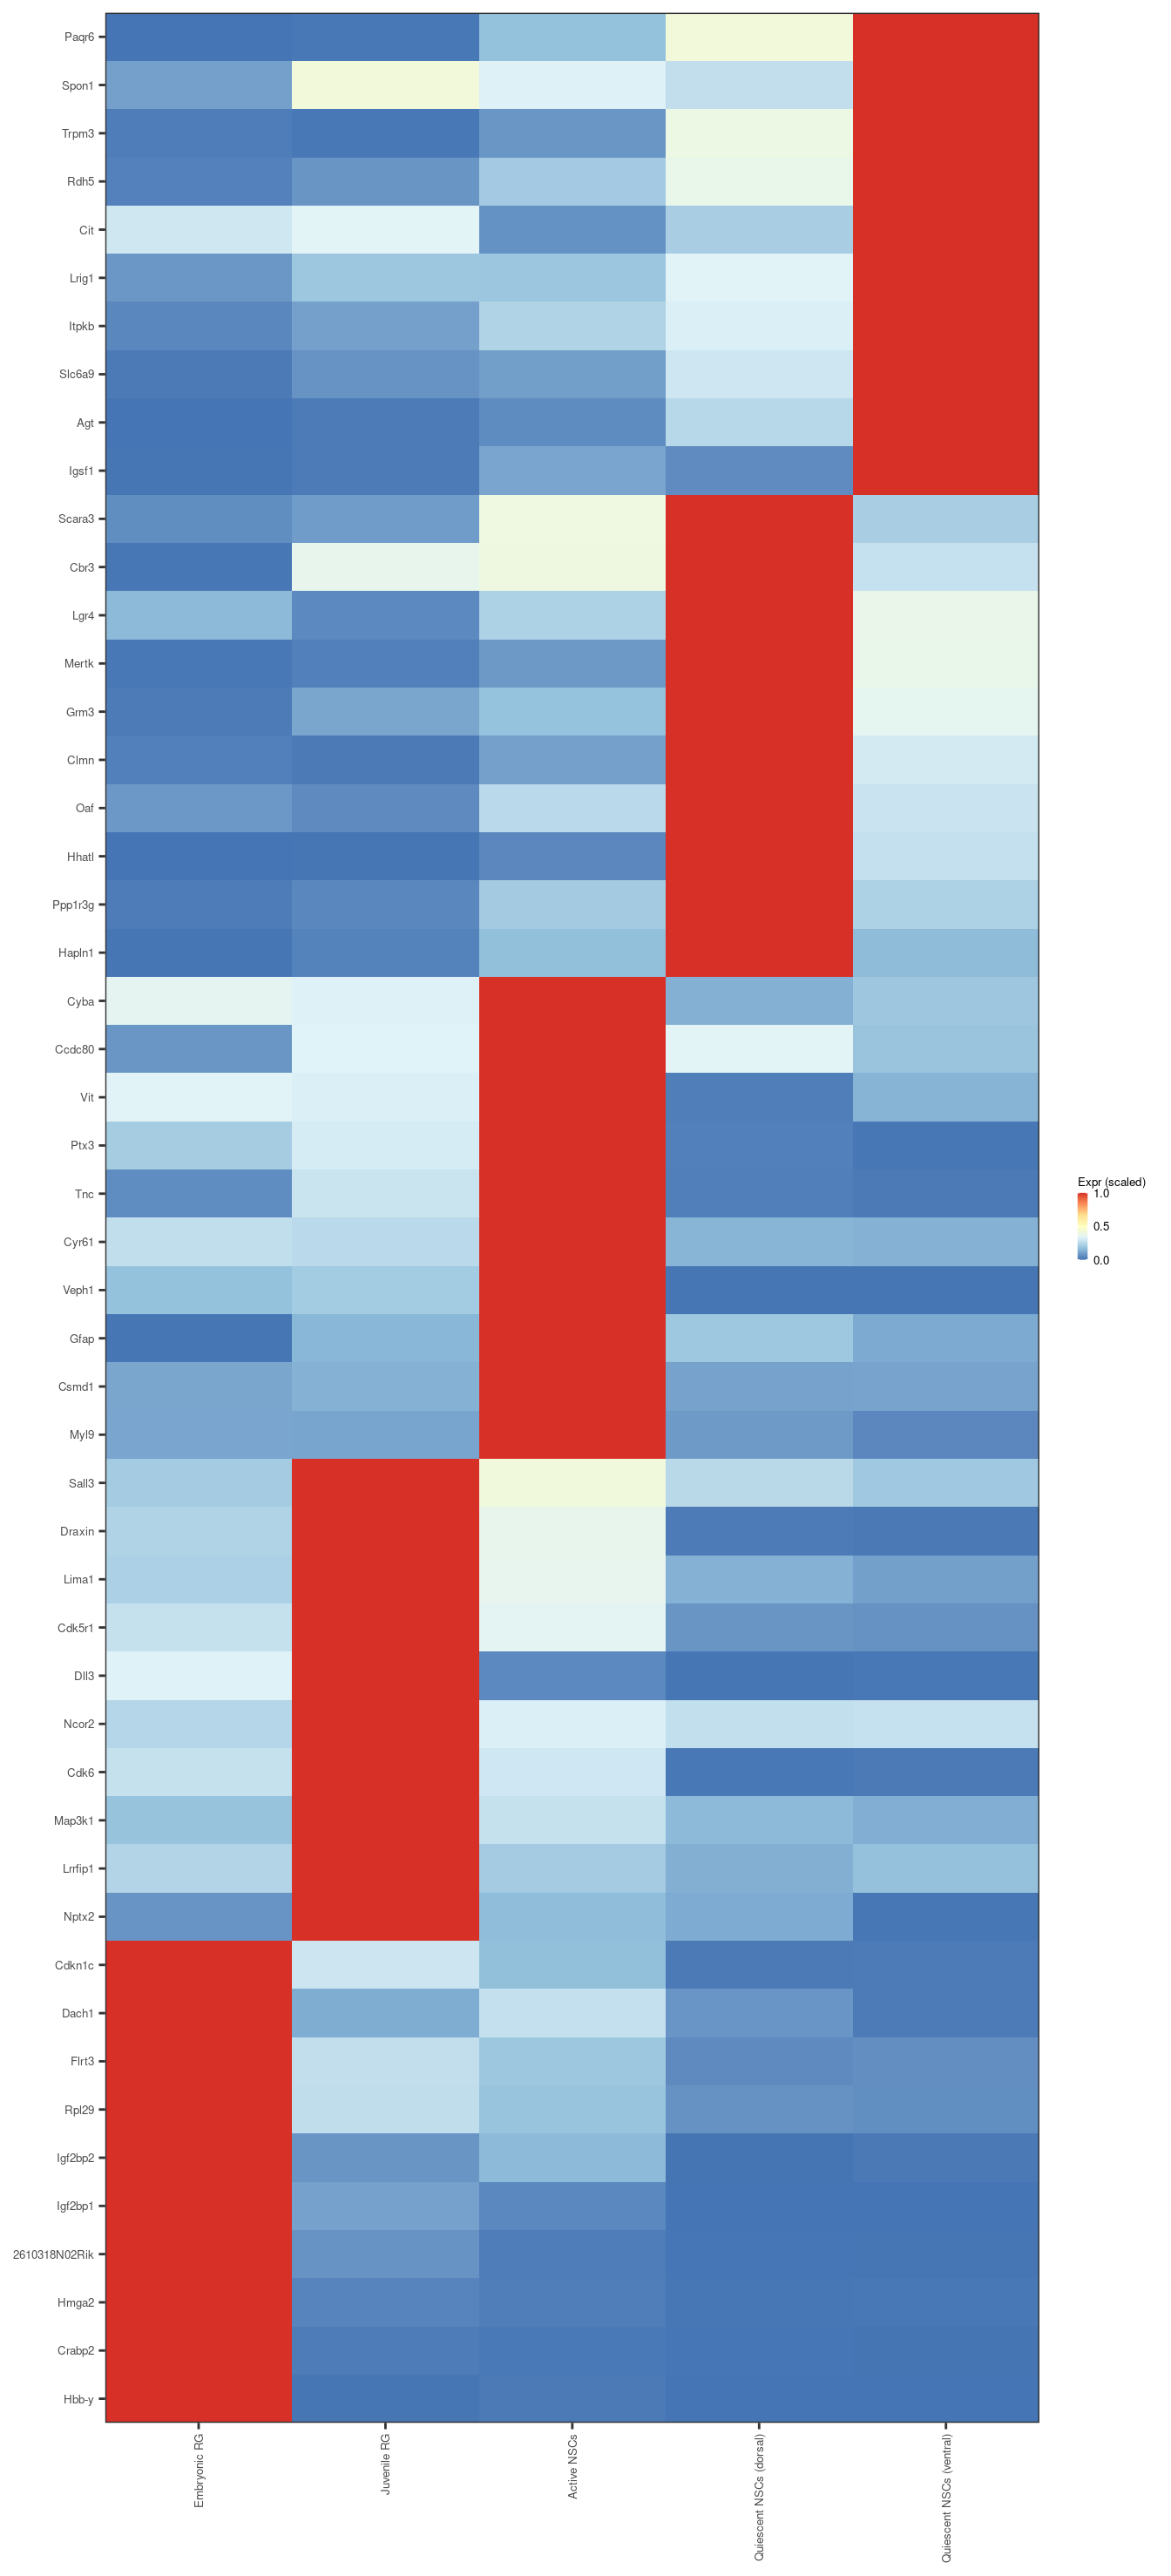 Paqr6
Spon1
Trpm3
Rdh5
Cit
Lrig1
Itpkb
Slc6a9
Agt
Igsf1
Scara3
Cbr3
Lgr4
Mertk
Grm3
Clmn
Oaf
Hhatl
Ppp1r3g
Hapln1
Cyba
Ccdc80
Vit
Ptx3
Tnc
Cyr61
Veph1
Gfap
Csmd1
Myl9
Sall3
Draxin
Lima1
Cdk5r1
Dll3
Ncor2
Cdk6
Map3k1
Lrrfip1
Nptx2
Cdkn1c
Dach1
Flrt3
Rpl29
Igf2bp2
Igf2bp1
2610318N02Rik
Hmga2
Crabp2
Hbb-y
Embryonic RG
Juvenile RG
Active NSCs
Quiescent NSCs (dorsal)
Quiescent NSCs (ventral)
Expr (scaled)
1.0
0.5
0.0